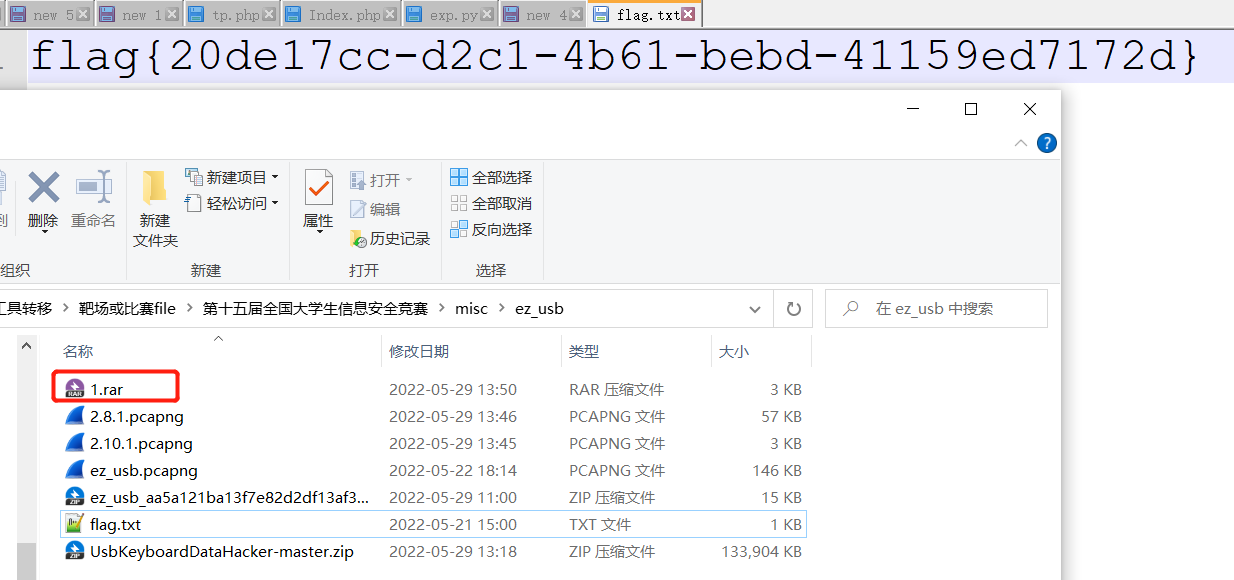 new 5 new 1 tp.php Index.php exp.py new 4 flag.txt
flag{20de17cc-d2c1-4b61-bebd-41159ed7172d}
?
删除 重命名
组织
新建
文件夹
新建项目
轻松访问
新建
属性
打开
编辑
历史记录
打开
全部选择
全部取消
反向选择
选择
工具转移 > 靶场或比赛file > 第十五届全国大学生信息安全竞赛 > misc > ez_usb
在 ez_usb 中搜索
名称 修改日期 类型 大小
1.rar 2022-05-29 13:50 RAR 压缩文件 3 KB
2.8.1.pcapng 2022-05-29 13:46 PCAPNG 文件 57 KB
2.10.1.pcapng 2022-05-29 13:45 PCAPNG 文件 3 KB
ez_usb.pcapng 2022-05-22 18:14 PCAPNG 文件 146 KB
ez_usb_aa5a121ba13f7e82d2df13af3... 2022-05-29 11:00 ZIP 压缩文件 15 KB
flag.txt 2022-05-21 15:00 TXT 文件 1 KB
UsbKeyboardDataHacker-master.zip 2022-05-29 13:18 ZIP 压缩文件 133,904 KB